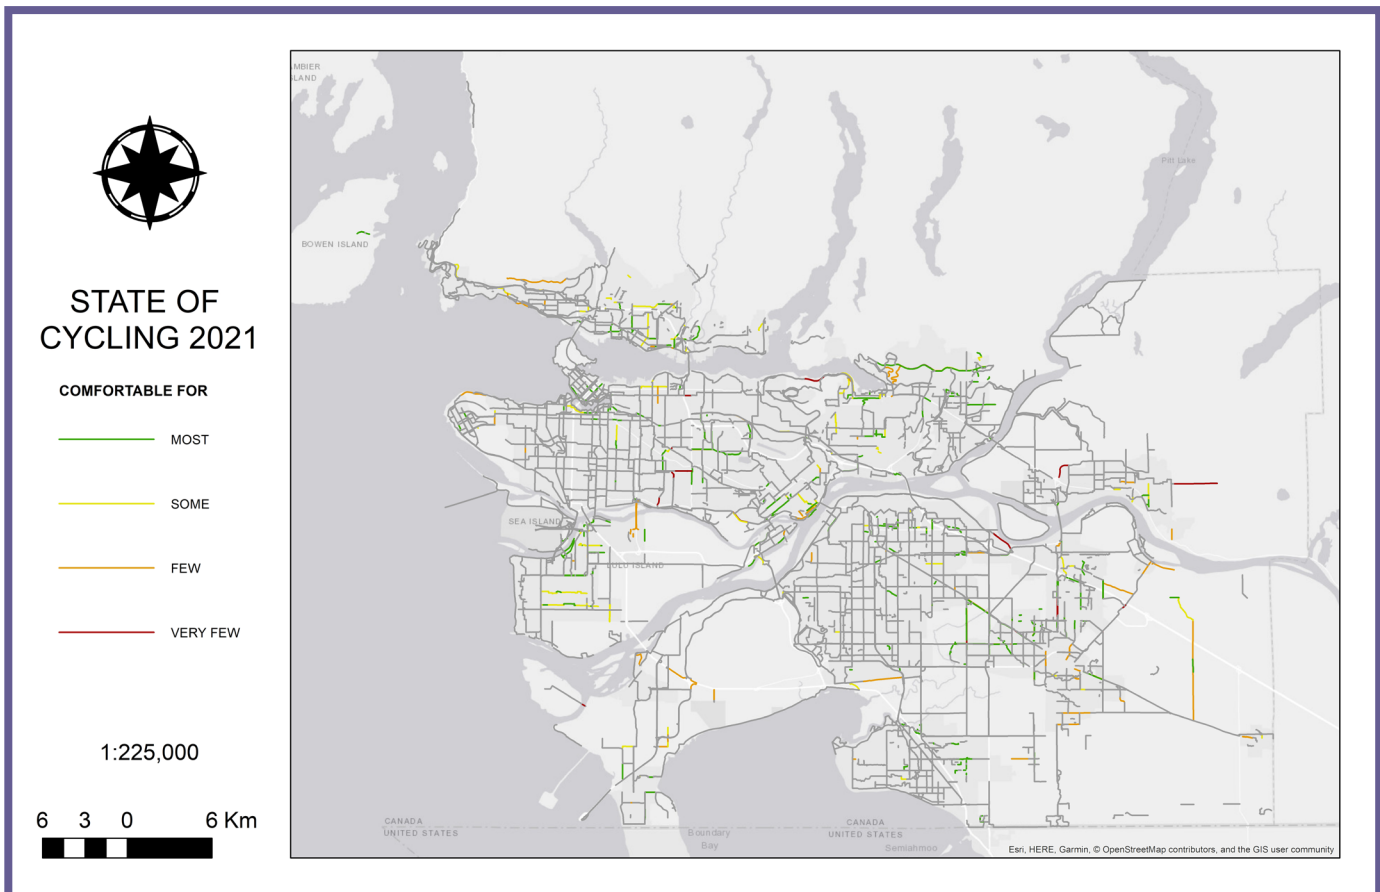 STATE OF
CYCLING 2021
COMFORTABLE FOR
MOST
SOME
FEW
VERY FEW
1:225,000
6 3 0 6 Km
AMBIER
LAND
BOWEN ISLAND
Pitt Lake
SEA ISLAND
LULU ISLAND
CANADA
UNITED STATES
Boundary
Bay
CANADA
UNITED STATES
Semiahmoo
Esri, HERE, Garmin, © OpenStreetMap contributors, and the GIS user community